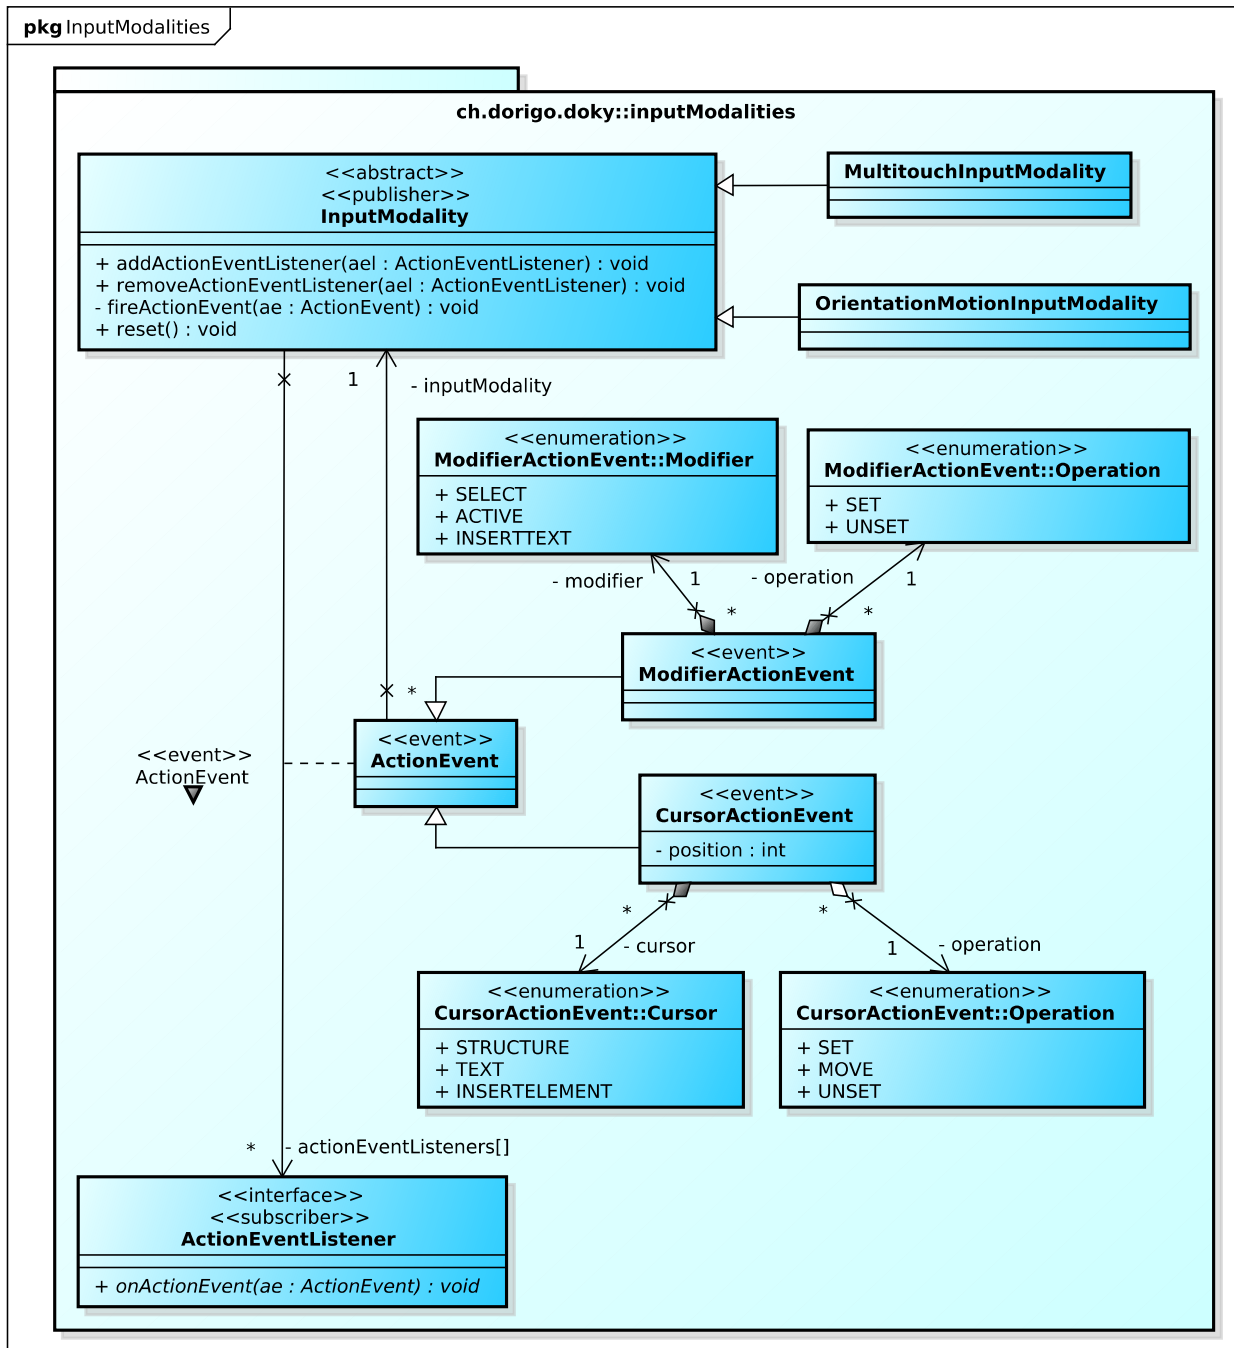 pkg InputModalities
ch.dorigo.doky::inputModalities
<<abstract>>
<<publisher>>
InputModality
+ addActionEventListener(ael : ActionEventListener) : void
+ removeActionEventListener(ael : ActionEventListener) : void
- fireActionEvent(ae : ActionEvent) : void
+ reset() : void
MultitouchInputModality
OrientationMotionInputModality
1
- inputModality
<<enumeration>>
ModifierActionEvent::Modifier
+ SELECT
+ ACTIVE
+ INSERTTEXT
<<enumeration>>
ModifierActionEvent::Operation
+ SET
+ UNSET
- modifier
1
*
- operation
1
*
<<event>>
ModifierActionEvent
*
<<event>>
ActionEvent
<<event>>
ActionEvent
<<event>>
CursorActionEvent
- position : int
*
1
- cursor
*
1
- operation
<<enumeration>>
CursorActionEvent::Cursor
+ STRUCTURE
+ TEXT
+ INSERTELEMENT
<<enumeration>>
CursorActionEvent::Operation
+ SET
+ MOVE
+ UNSET
*
- actionEventListeners[]
<<interface>>
<<subscriber>>
ActionEventListener
+ onActionEvent(ae : ActionEvent) : void